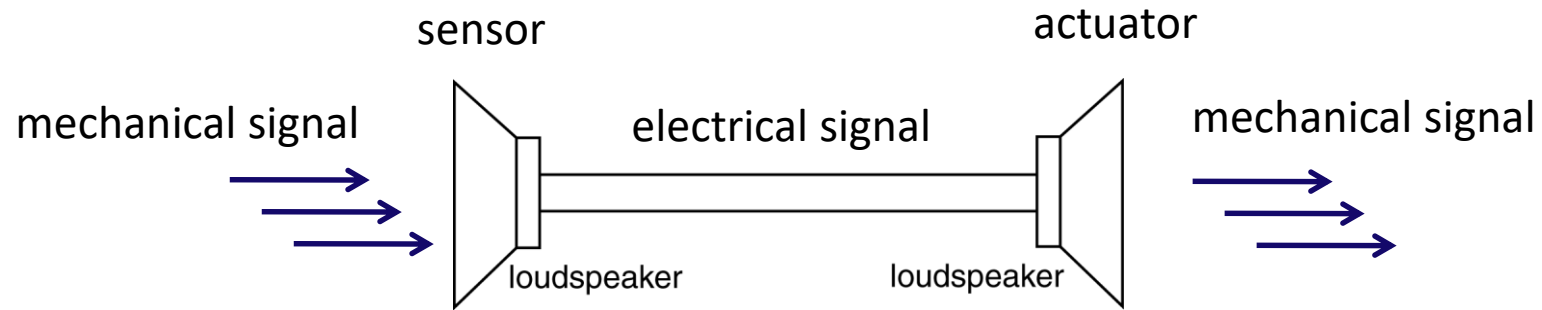 sensor
actuator
mechanical signal
electrical signal
mechanical signal
loudspeaker
loudspeaker